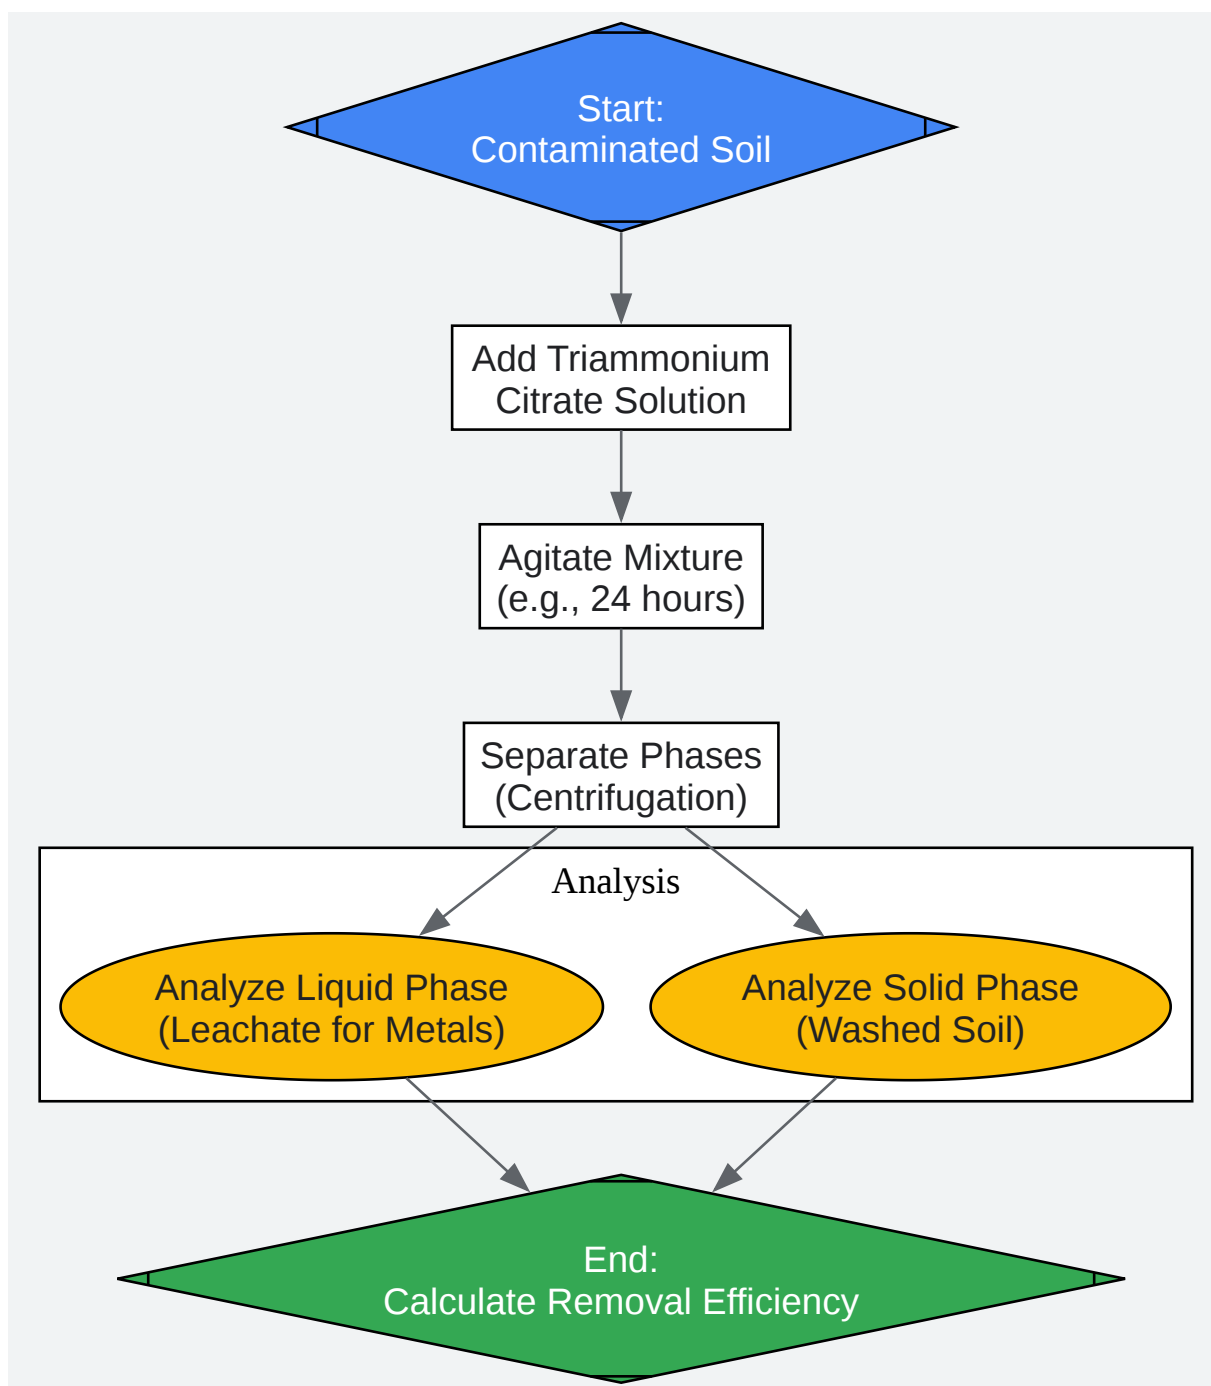 Start:
Contaminated Soil
Add Triammonium
Citrate Solution
Agitate Mixture
(e.g., 24 hours)
Separate Phases
(Centrifugation)
Analysis
Analyze Liquid Phase
(Leachate for Metals)
Analyze Solid Phase
(Washed Soil)
End:
Calculate Removal Efficiency